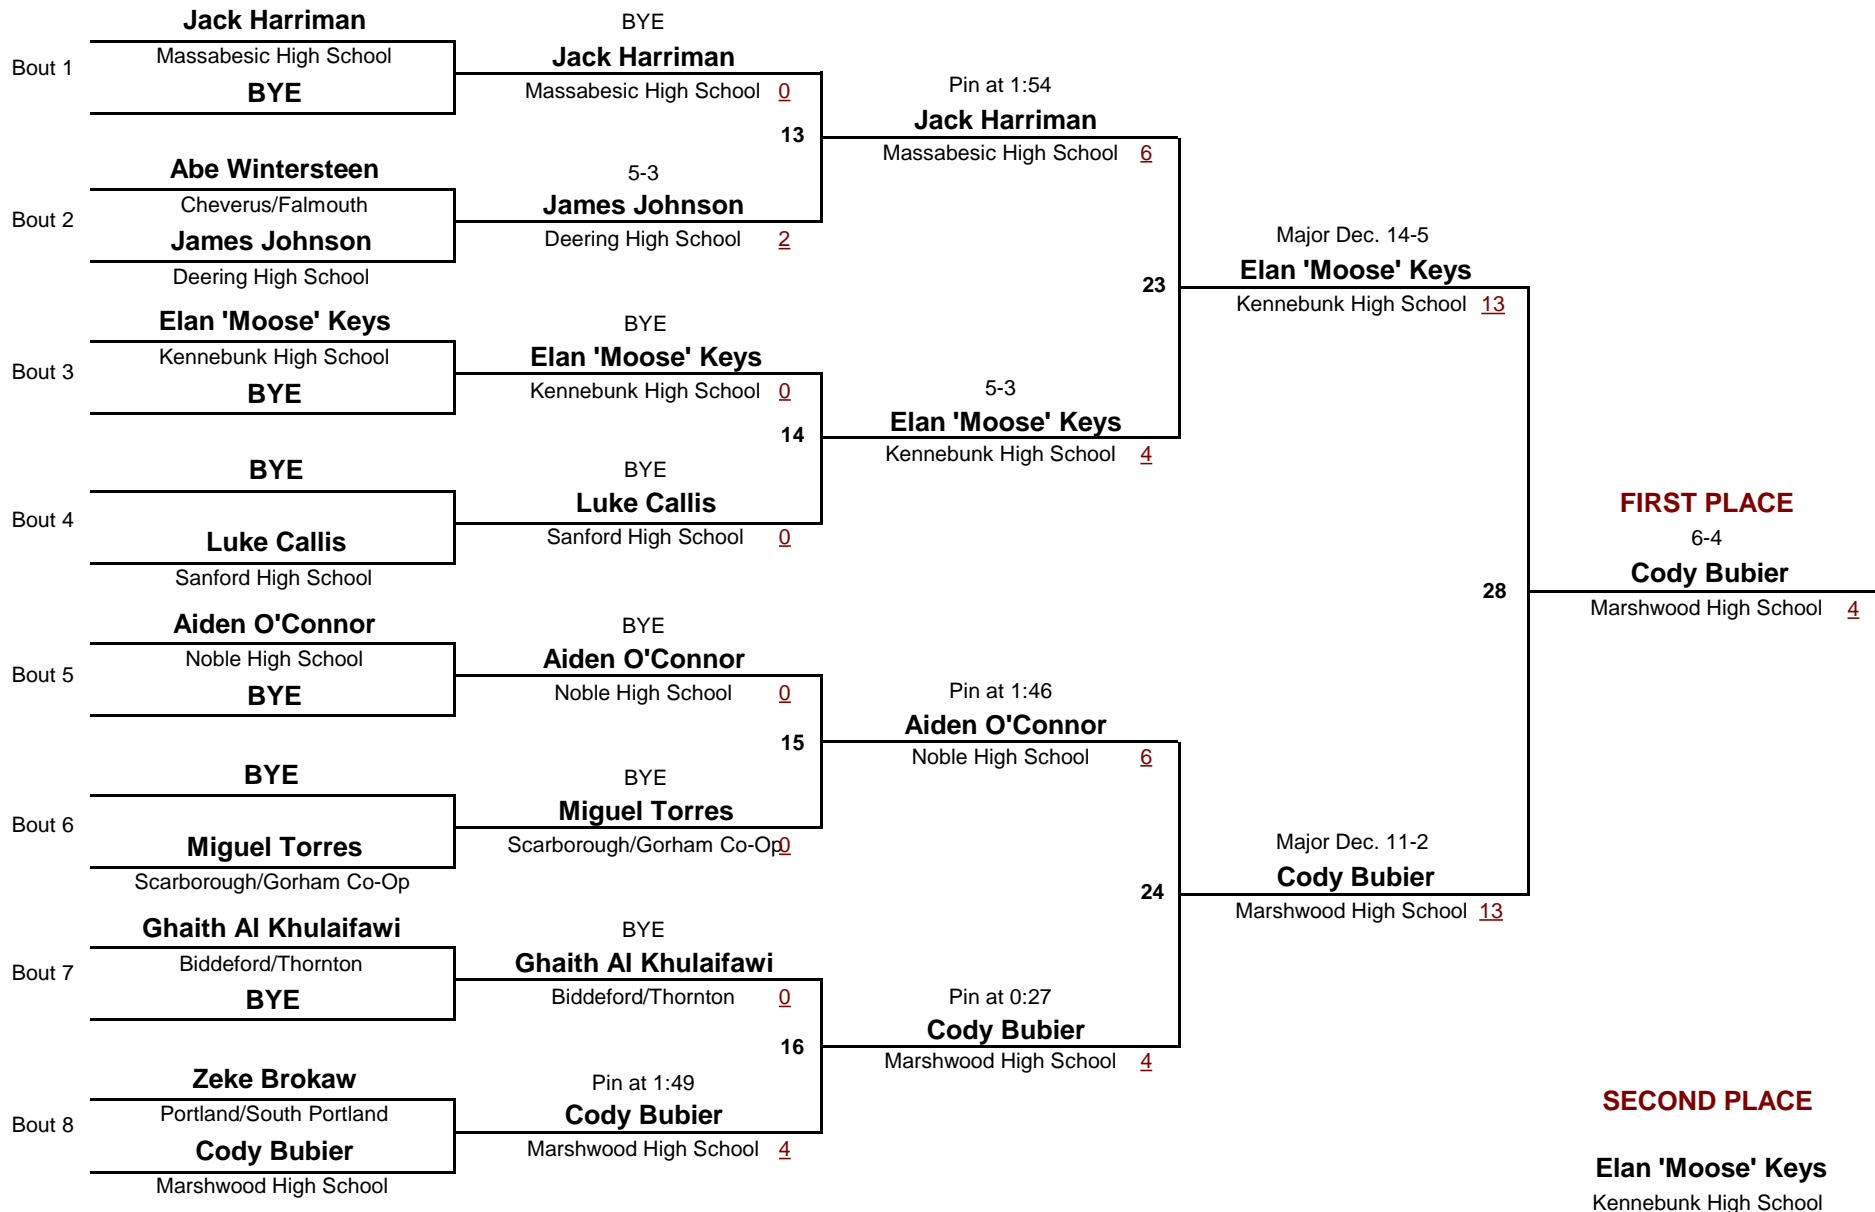 Jack Harriman
Bout 1
Massabesic High School
BYE
BYE
Jack Harriman
Massabesic High School 0
13
Pin at 1:54
Jack Harriman
Massabesic High School 6
Abe Wintersteen
Bout 2
Cheverus/Falmouth
James Johnson
Deering High School
5-3
James Johnson
Deering High School 2
23
Major Dec. 14-5
Elan 'Moose' Keys
Kennebunk High School 13
Elan 'Moose' Keys
Bout 3
Kennebunk High School
BYE
BYE
Elan 'Moose' Keys
Kennebunk High School 0
14
5-3
Elan 'Moose' Keys
Kennebunk High School 4
BYE
Bout 4
Luke Callis
Sanford High School
BYE
Luke Callis
Sanford High School 0
28
FIRST PLACE
6-4
Cody Bubier
Marshwood High School 4
Aiden O'Connor
Bout 5
Noble High School
BYE
BYE
Aiden O'Connor
Noble High School 0
15
Pin at 1:46
Aiden O'Connor
Noble High School 6
BYE
Bout 6
Miguel Torres
Scarborough/Gorham Co-Op
BYE
Miguel Torres
Scarborough/Gorham Co-Op 0
24
Major Dec. 11-2
Cody Bubier
Marshwood High School 13
Ghaith Al Khulaifawi
Bout 7
Biddeford/Thornton
BYE
BYE
Ghaith Al Khulaifawi
Biddeford/Thornton 0
16
Pin at 0:27
Cody Bubier
Marshwood High School 4
Zeke Brokaw
Bout 8
Portland/South Portland
Cody Bubier
Marshwood High School
Pin at 1:49
Cody Bubier
Marshwood High School 4
SECOND PLACE
Elan 'Moose' Keys
Kennebunk High School